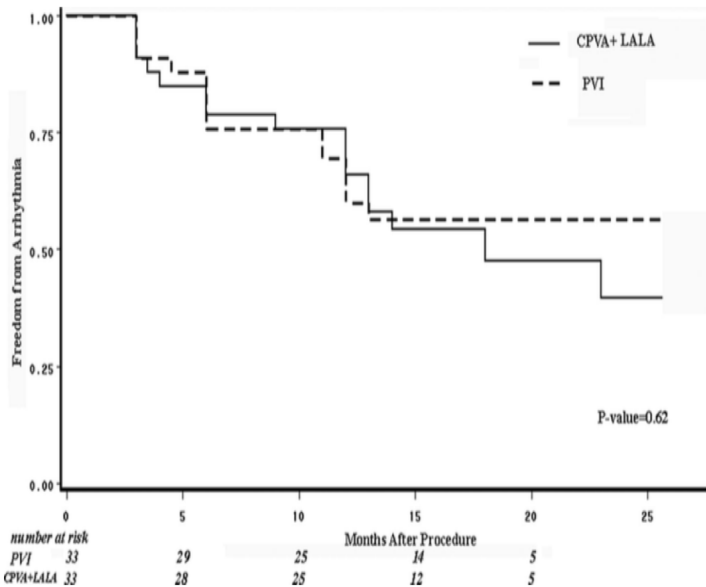 1.00
CPVA+ LALA
PVI
0.75
Freedom from Arrhythmia
0.50
0.25
P-value=0.62
0.00
0 5 10 15 20 25
number at risk Months After Procedure
PVI 33 29 25 14 5
CPVA+LALA 33 28 25 12 5